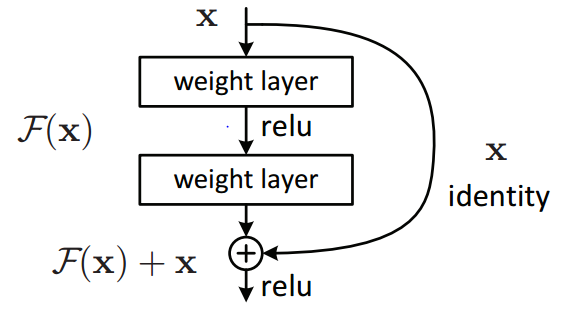 x
weight layer
relu
F(x)
weight layer
x
identity
F(x) + x
relu